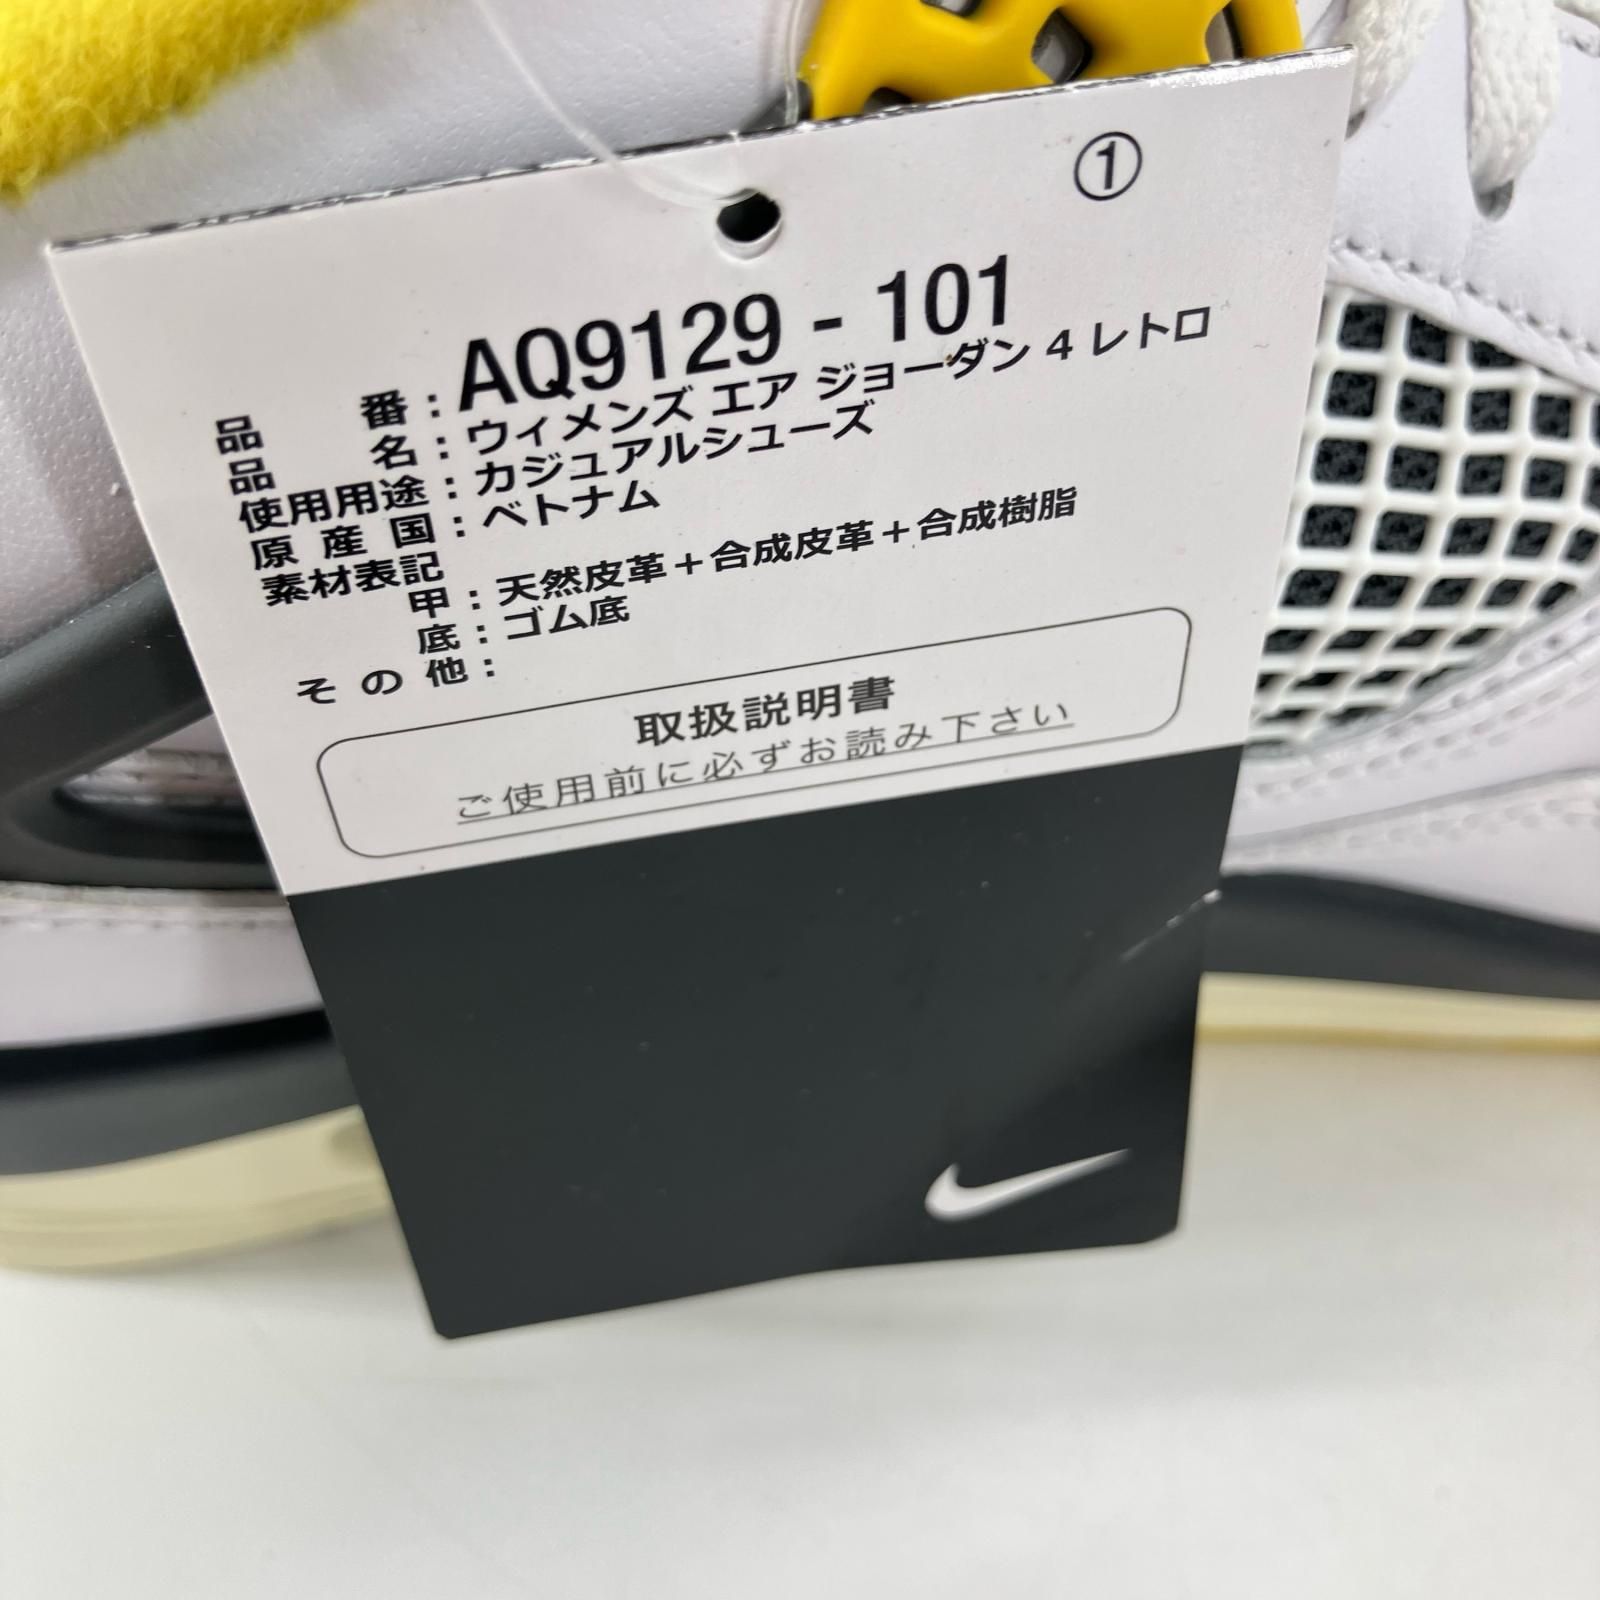 ①
品番：AQ9129 - 101
品名：ウィメンズ エア ジョーダン 4 レトロ
使用用途：カジュアルシューズ
原産国：ベトナム
素材表記
甲：天然皮革＋合成皮革＋合成樹脂
底：ゴム底
その他：
取扱説明書
ご使用前に必ずお読み下さい